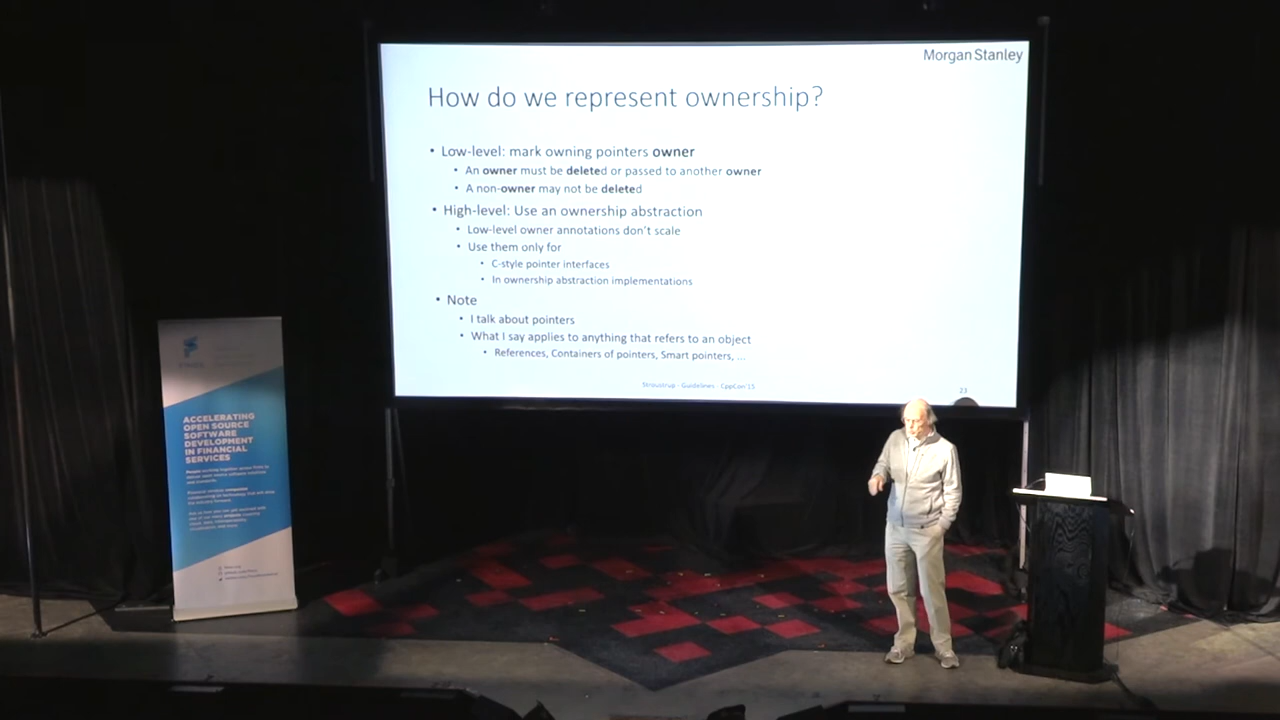 Morgan Stanley
How do we represent ownership?
• Low-level: mark owning pointers owner
• An owner must be deleted or passed to another owner
• A non-owner may not be deleted
• High-level: Use an ownership abstraction
• Low-level owner annotations don't scale
• Use them only for
• C-style pointer interfaces
• In ownership abstraction implementations
• Note
• I talk about pointers
• What I say applies to anything that refers to an object
• References, Containers of pointers, Smart pointers, ...
Stroustrup - Guidelines - CppCon'15
23
ACCELERATING
OPEN SOURCE
SOFTWARE
DEVELOPMENT
IN FINANCIAL
SERVICES